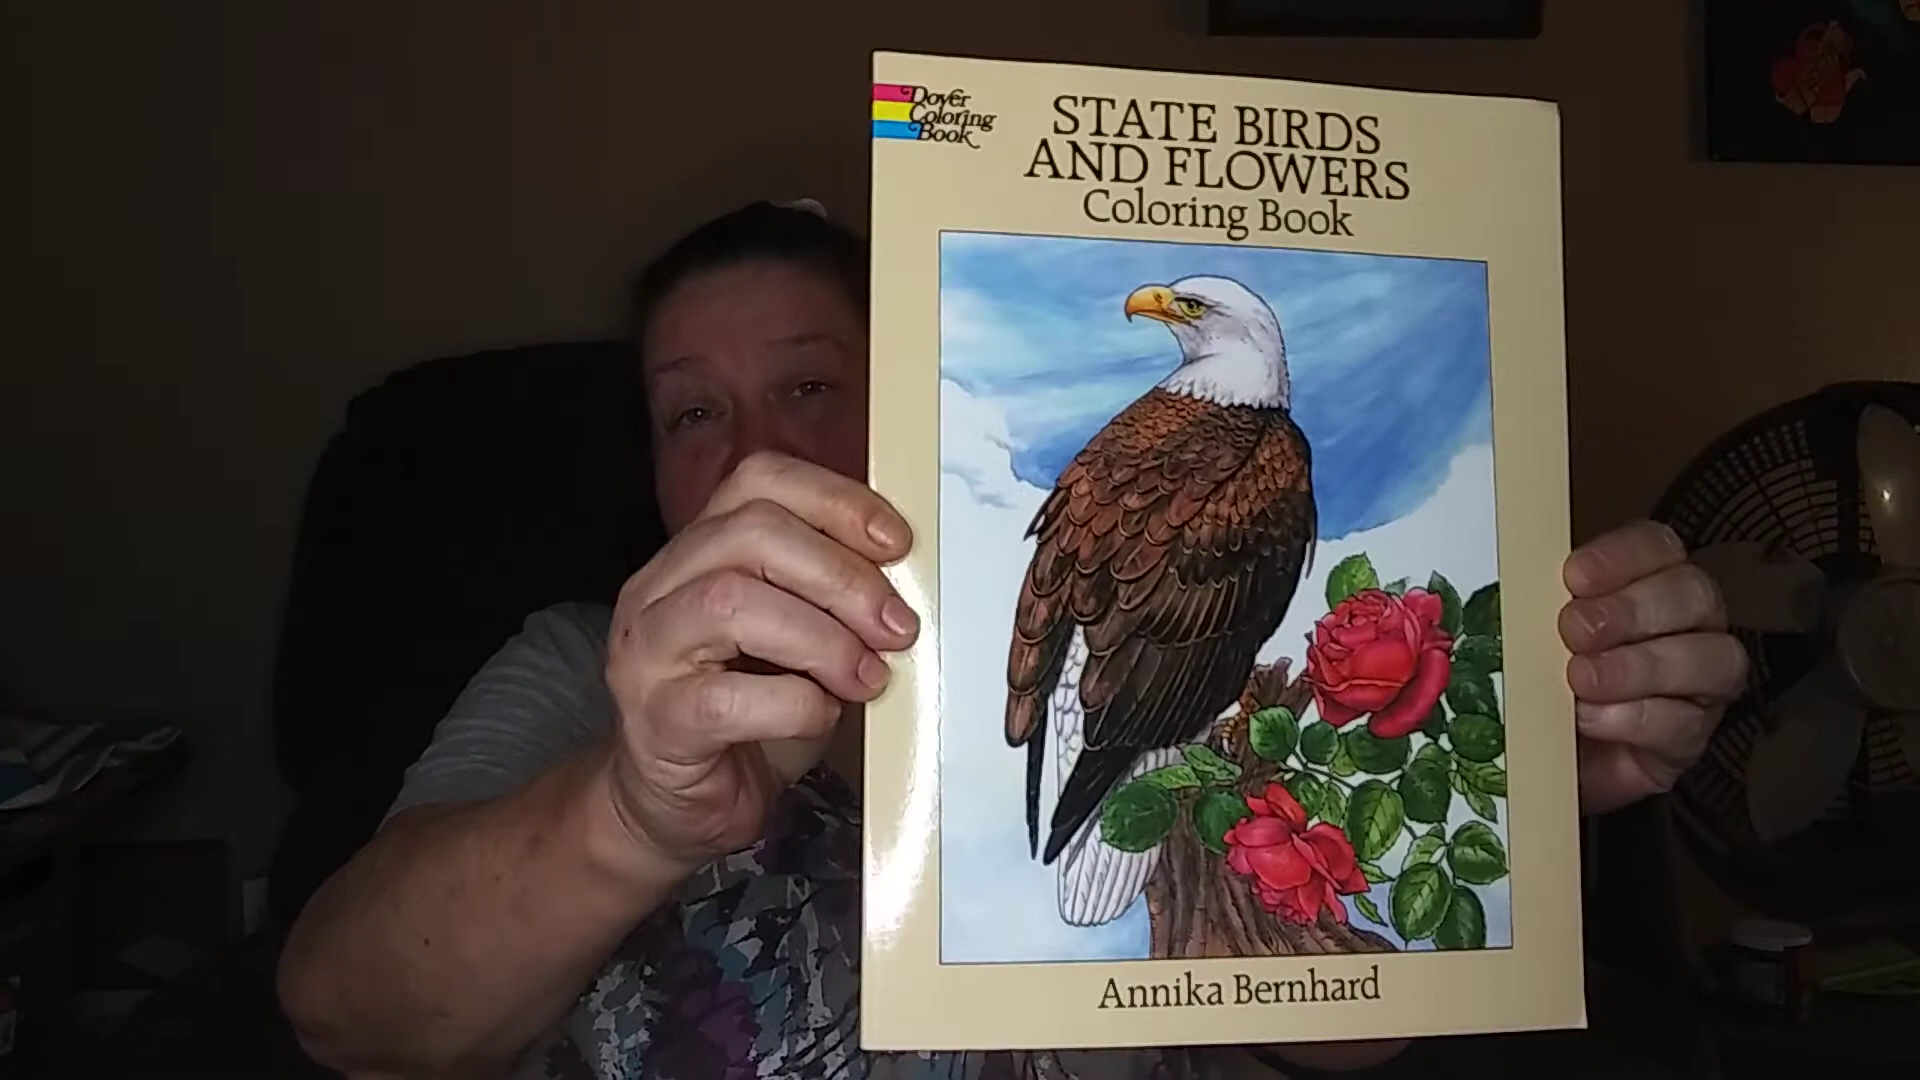 Dover
Coloring
Book
STATE BIRDS
AND FLOWERS
Coloring Book
Annika Bernhard